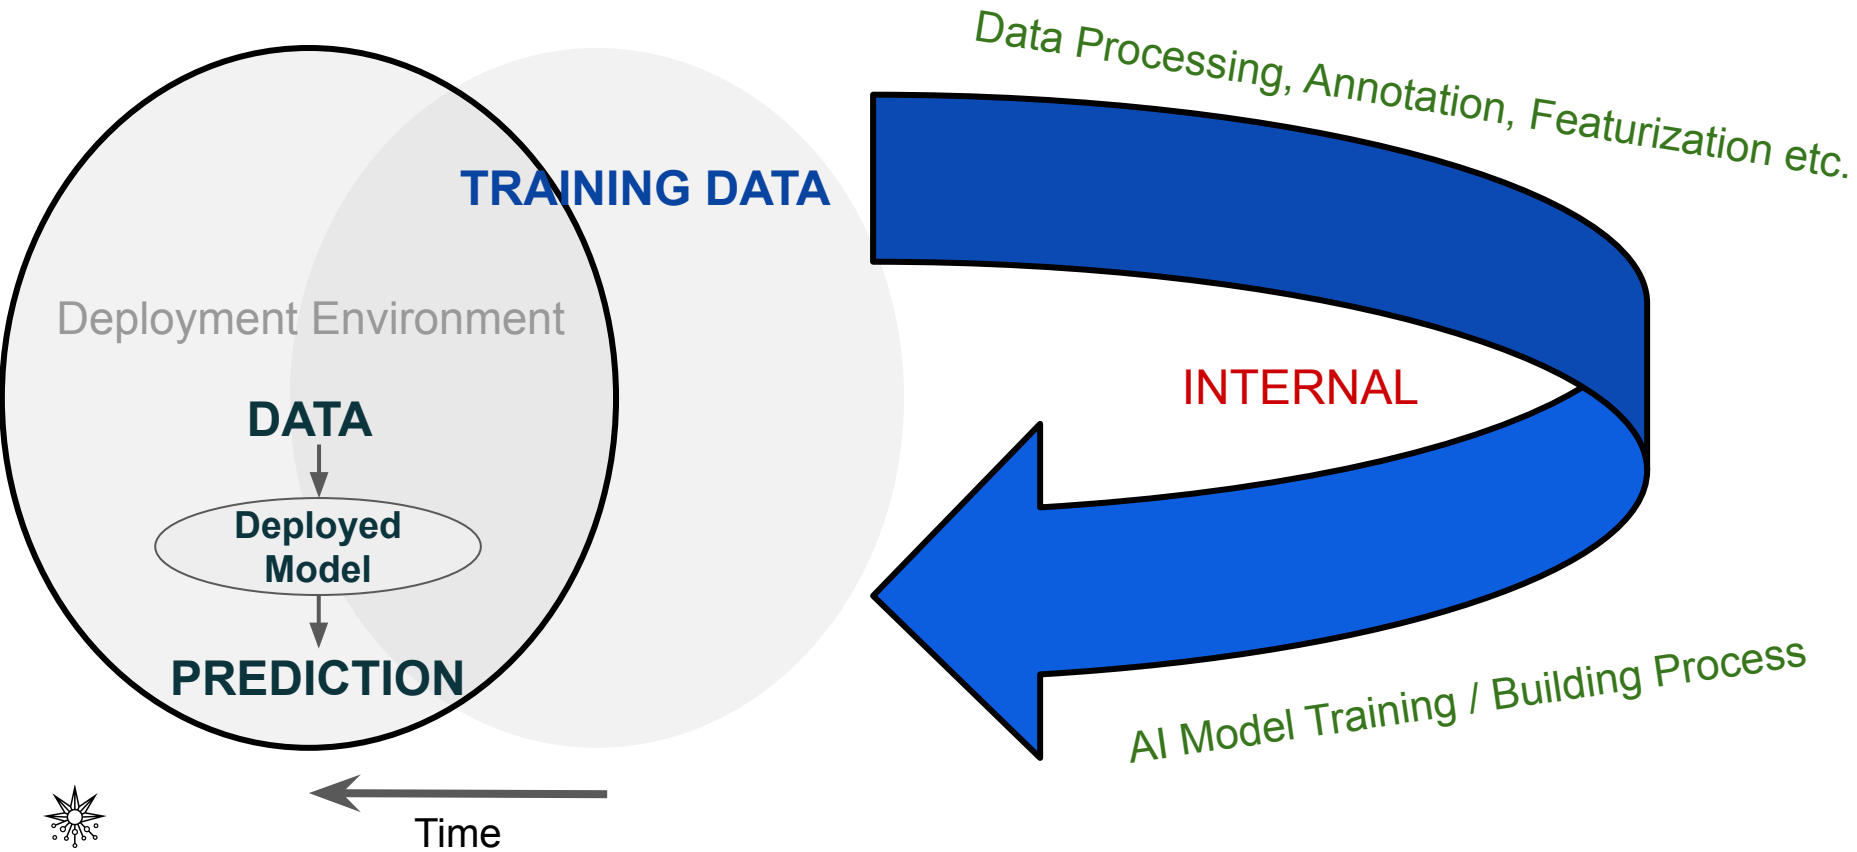 Data Processing, Annotation, Featurization etc.
TRAINING DATA
Deployment Environment
INTERNAL
DATA
Deployed
Model
PREDICTION
AI Model Training / Building Process
Time